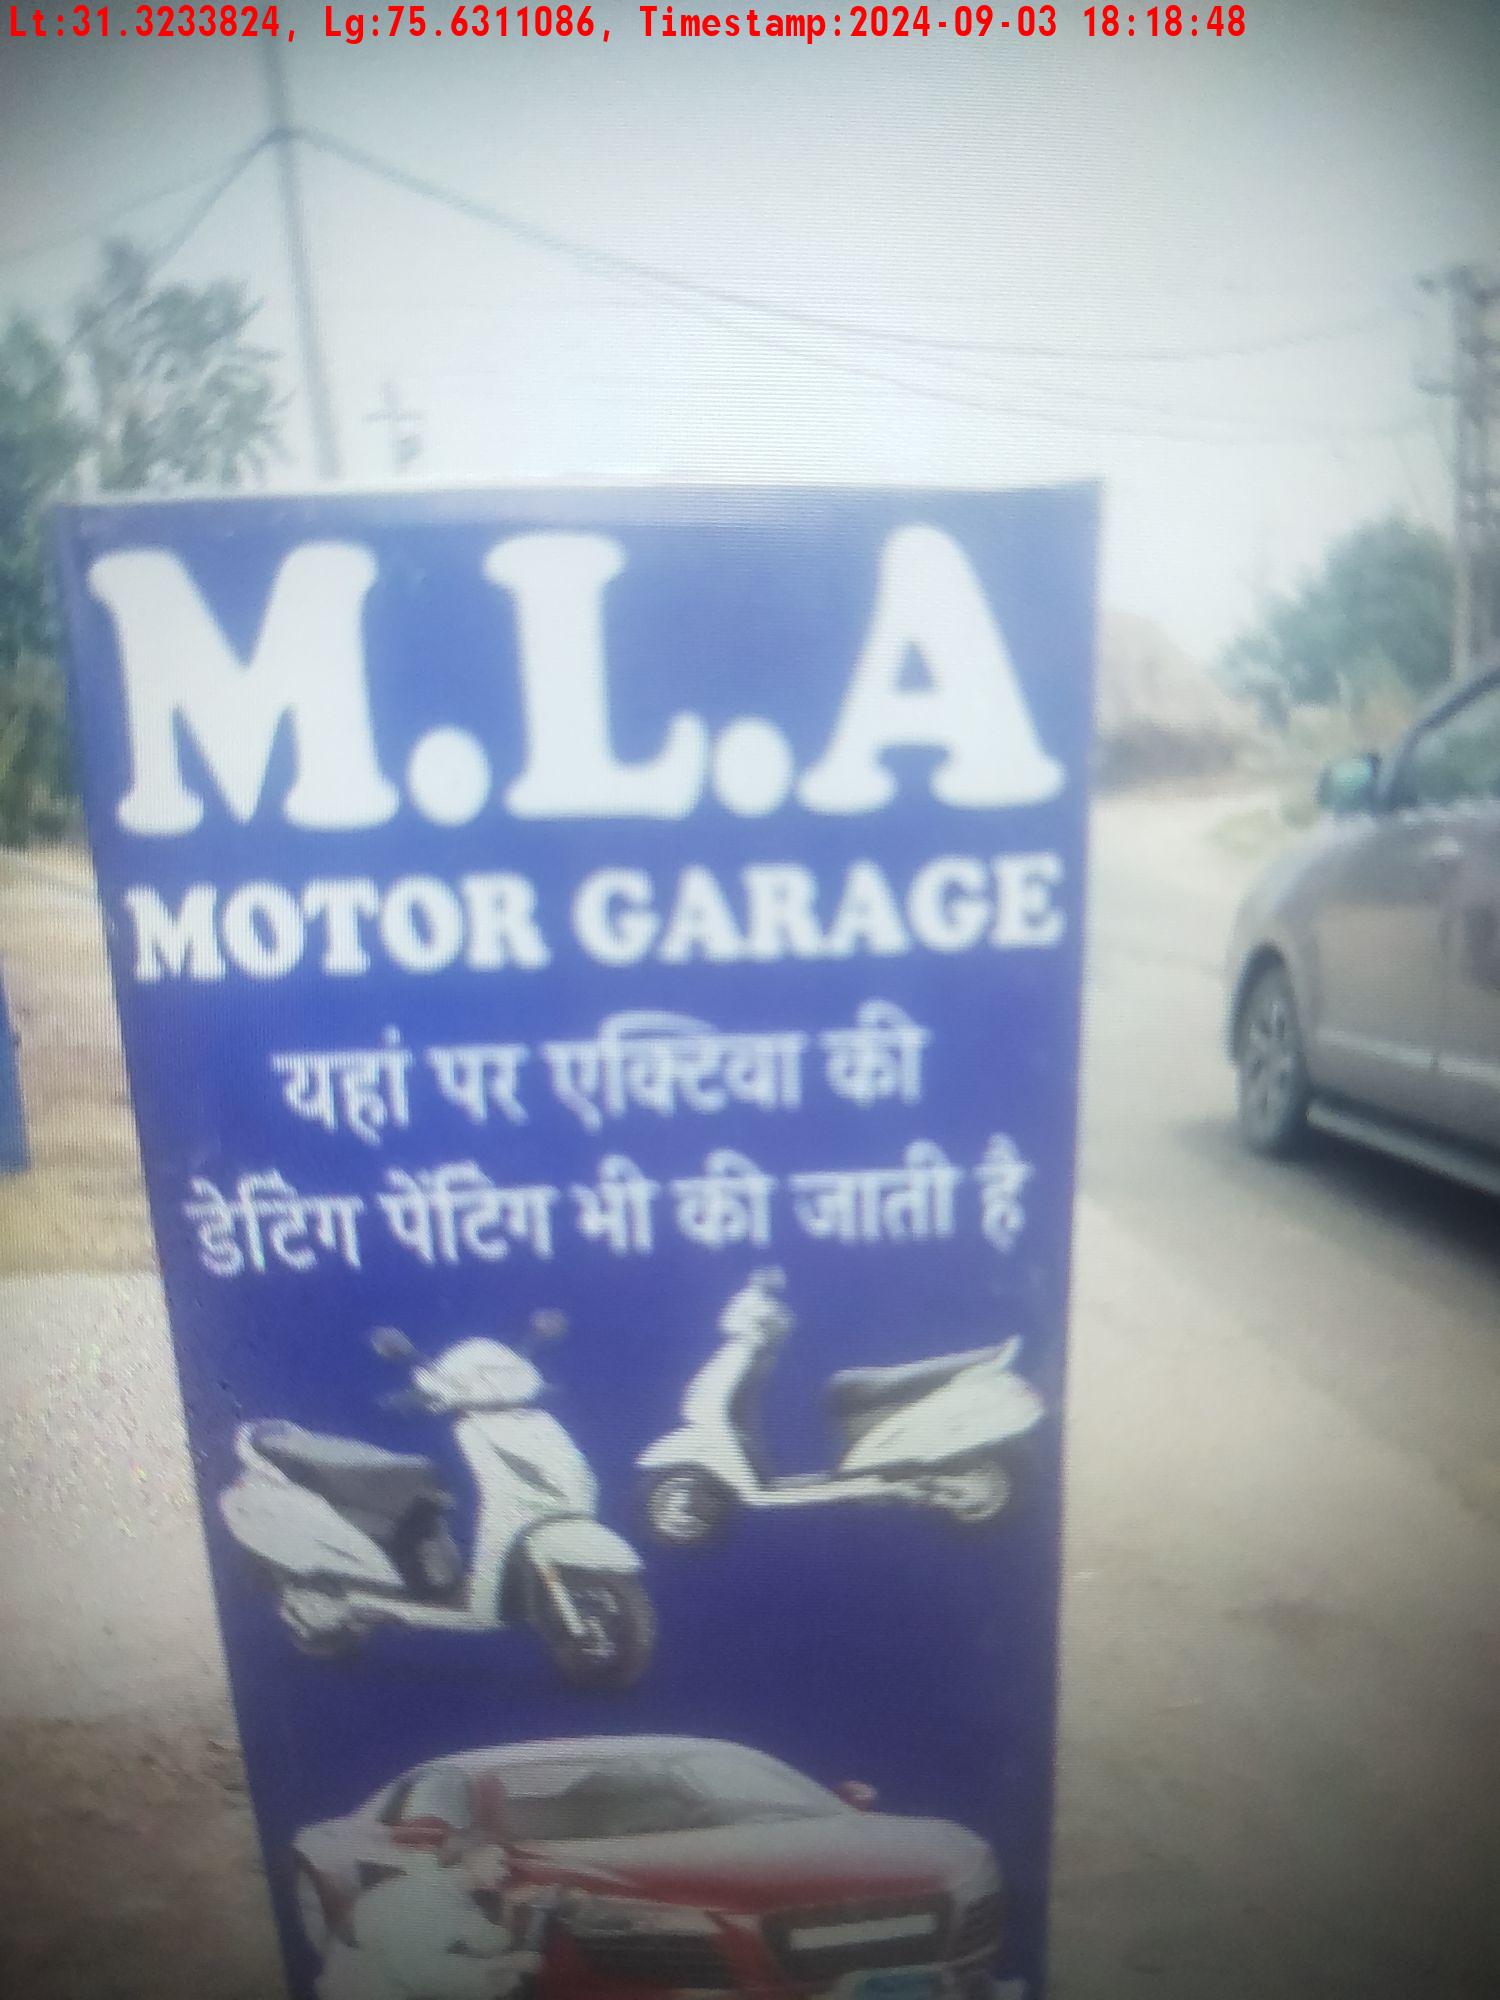 Lt:31.3233824, Lg:75.6311086, Timestamp:2024-09-03 18:18:48
M.L.A
MOTOR GARAGE
यहां पर एक्टिवा की
डेटिंग पेंटिंग भी की जाती है